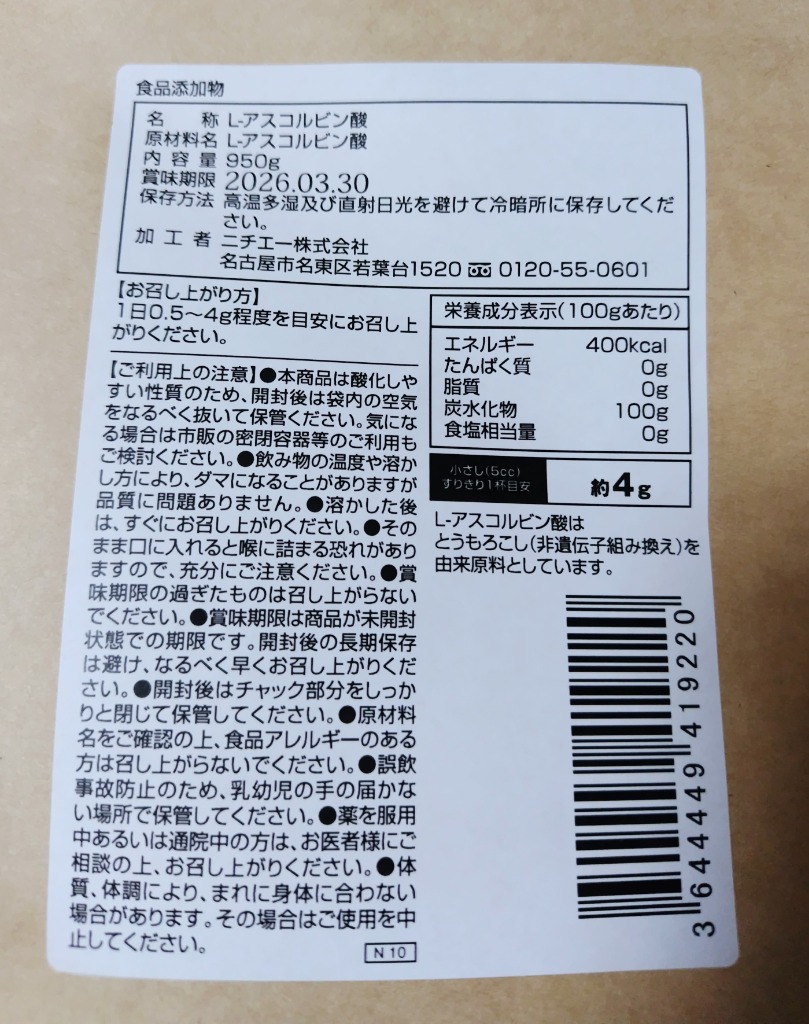 食品添加物
名 称 L-アスコルビン酸
原材料名 L-アスコルビン酸
内容量 950g
賞味期限 2026.03.30
保存方法 高温多湿及び直射日光を避けて冷暗所に保存してくだ
さい。
加工者 ニチエー株式会社
名古屋市名東区若葉台1520 0120-55-0601
【お召し上がり方】
1日0.5〜4g程度を目安にお召し上
がりください。
【ご利用上の注意】●本商品は酸化しや
すい性質のため、開封後は袋内の空気
をなるべく抜いて保管ください。気にな
る場合は市販の密閉容器等のご利用も
ご検討ください。●飲み物の温度や溶か
し方により、ダマになることがありますが
品質に問題ありません。●溶かした後
は、すぐにお召し上がりください。●その
まま口に入れると喉に詰まる恐れがあり
ますので、充分にご注意ください。●賞
味期限の過ぎたものは召し上がらない
でください。●賞味期限は商品が未開封
状態での期限です。開封後の長期保存
は避け、なるべく早くお召し上がりくだ
さい。●開封後はチャック部分をしっか
りと閉じて保管してください。●原材料
名をご確認の上、食品アレルギーのある
方は召し上がらないでください。●誤飲
事故防止のため、乳幼児の手の届かな
い場所で保管してください。●薬を服用
中あるいは通院中の方は、お医者様にご
相談の上、お召し上がりください。●体
質、体調により、まれに身体に合わない
場合があります。その場合はご使用を中
止してください。
N 10
栄養成分表示(100gあたり)
エネルギー 400kcal
たんぱく質 0g
脂質 0g
炭水化物 100g
食塩相当量 0g
小さじ(5cc)
すりきり1杯目安
約4g
L-アスコルビン酸は
とうもろこし(非遺伝子組み換え)を
由来原料としています。
3644449419220